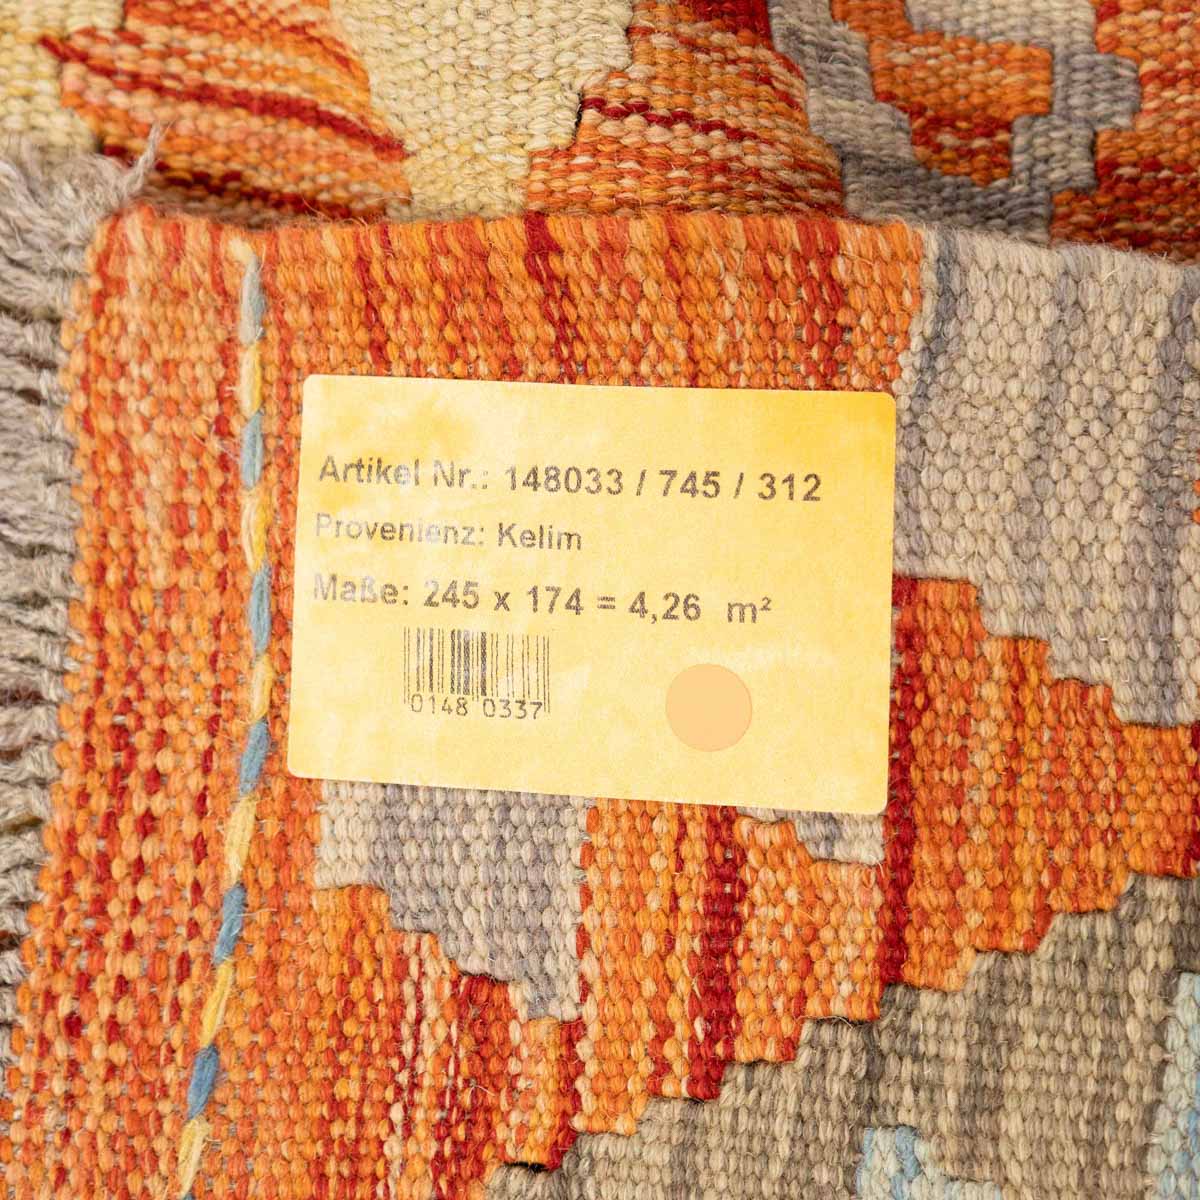 Artikel Nr.: 148033 / 745 / 312
Provenienz: Kelim
Maße: 245 x 174 = 4,26 m²
0148 0337